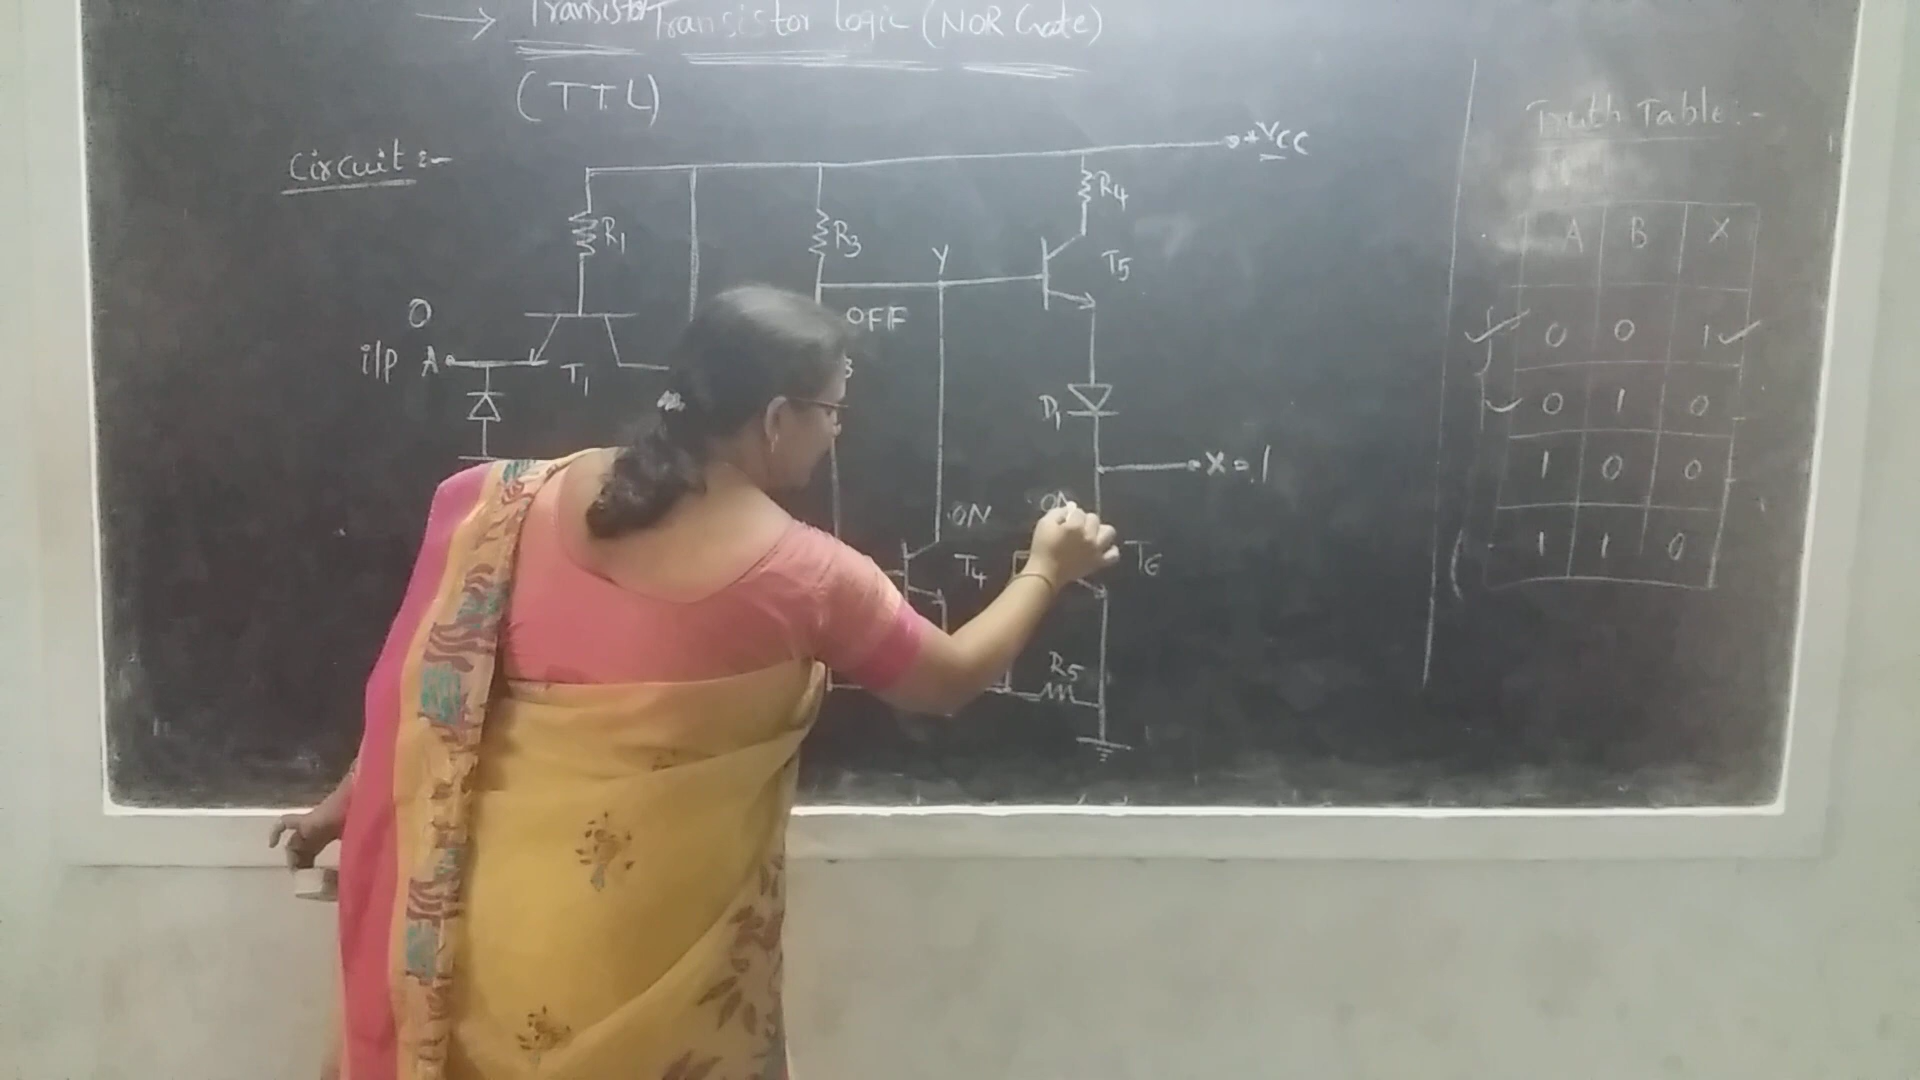 → Transistor Transistor Logic (NOR Gate)
(TTL)
Circuit :-
+VCC
R1
R3
R4
Y
T5
0
OFF
i/p A
T1
3
D1
X = 1
ON
ON
T4
T6
R5
Truth Table :-
A B X
0 0 1 ✓
✓ 0 1 0
1 0 0
1 1 0